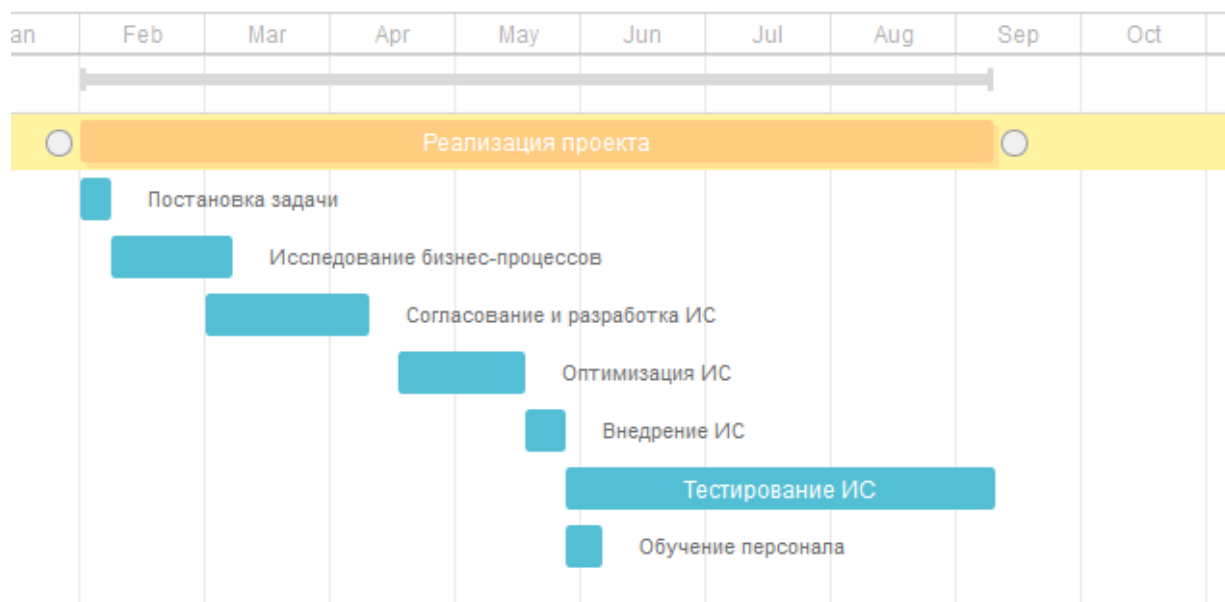 an Feb Mar Apr May Jun Jul Aug Sep Oct
Реализация проекта
Постановка задачи
Исследование бизнес-процессов
Согласование и разработка ИС
Оптимизация ИС
Внедрение ИС
Тестирование ИС
Обучение персонала